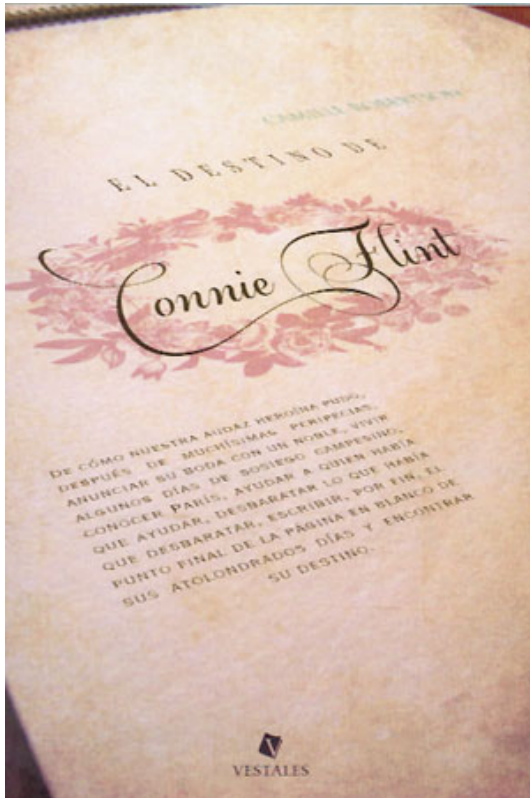 CAMILA ROBERTSON
EL DESTINO DE
Connie Flint
DE CÓMO NUESTRA AUDAZ HEROÍNA PUDO,
DESPUÉS DE MUCHÍSIMAS PERIPECIAS,
ANUNCIAR SU BODA CON UN NOBLE, VIVIR
ALGUNOS DÍAS DE SOSIEGO CAMPESINO,
CONOCER PARÍS, AYUDAR A QUIEN HABÍA
QUE AYUDAR, DESBARATAR LO QUE HABÍA
QUE DESBARATAR, ESCRIBIR, POR FIN, EL
PUNTO FINAL DE LA PÁGINA EN BLANCO DE
SUS ATOLONDRADOS DÍAS Y ENCONTRAR
SU DESTINO.
V
VESTALES